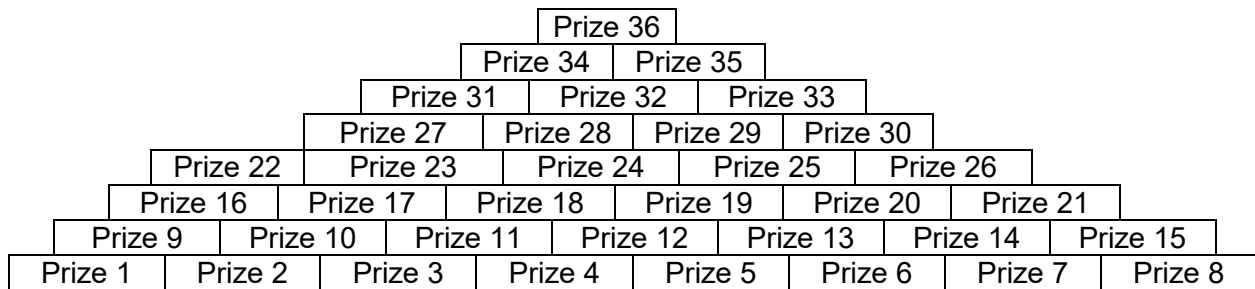 Prize 36
Prize 34 Prize 35
Prize 31 Prize 32 Prize 33
Prize 27 Prize 28 Prize 29 Prize 30
Prize 22 Prize 23 Prize 24 Prize 25 Prize 26
Prize 16 Prize 17 Prize 18 Prize 19 Prize 20 Prize 21
Prize 9 Prize 10 Prize 11 Prize 12 Prize 13 Prize 14 Prize 15
Prize 1 Prize 2 Prize 3 Prize 4 Prize 5 Prize 6 Prize 7 Prize 8